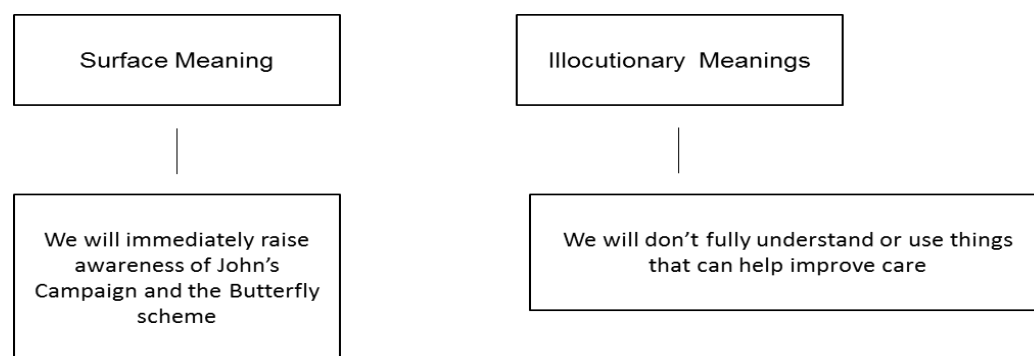 Surface Meaning
Illocutionary Meanings
We will immediately raise
awareness of John's
Campaign and the Butterfly
scheme
We will don't fully understand or use things
that can help improve care